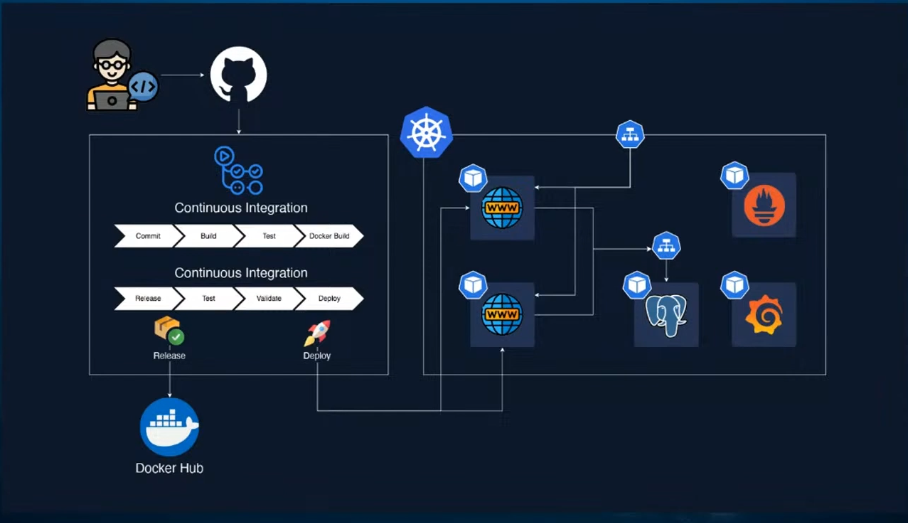 Continuous Integration
Commit Build Test Docker Build
Continuous Integration
Release Test Validate Deploy
Release Deploy
Docker Hub
</>
WWW
WWW